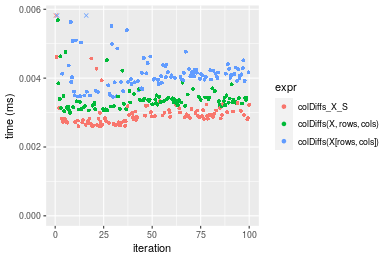 0.006
0.004
0.002
0.000
time (ms)
0
25
50
75
100
iteration
expr
colDiffs_X_S
colDiffs(X, rows, cols)
colDiffs(X[rows, cols])